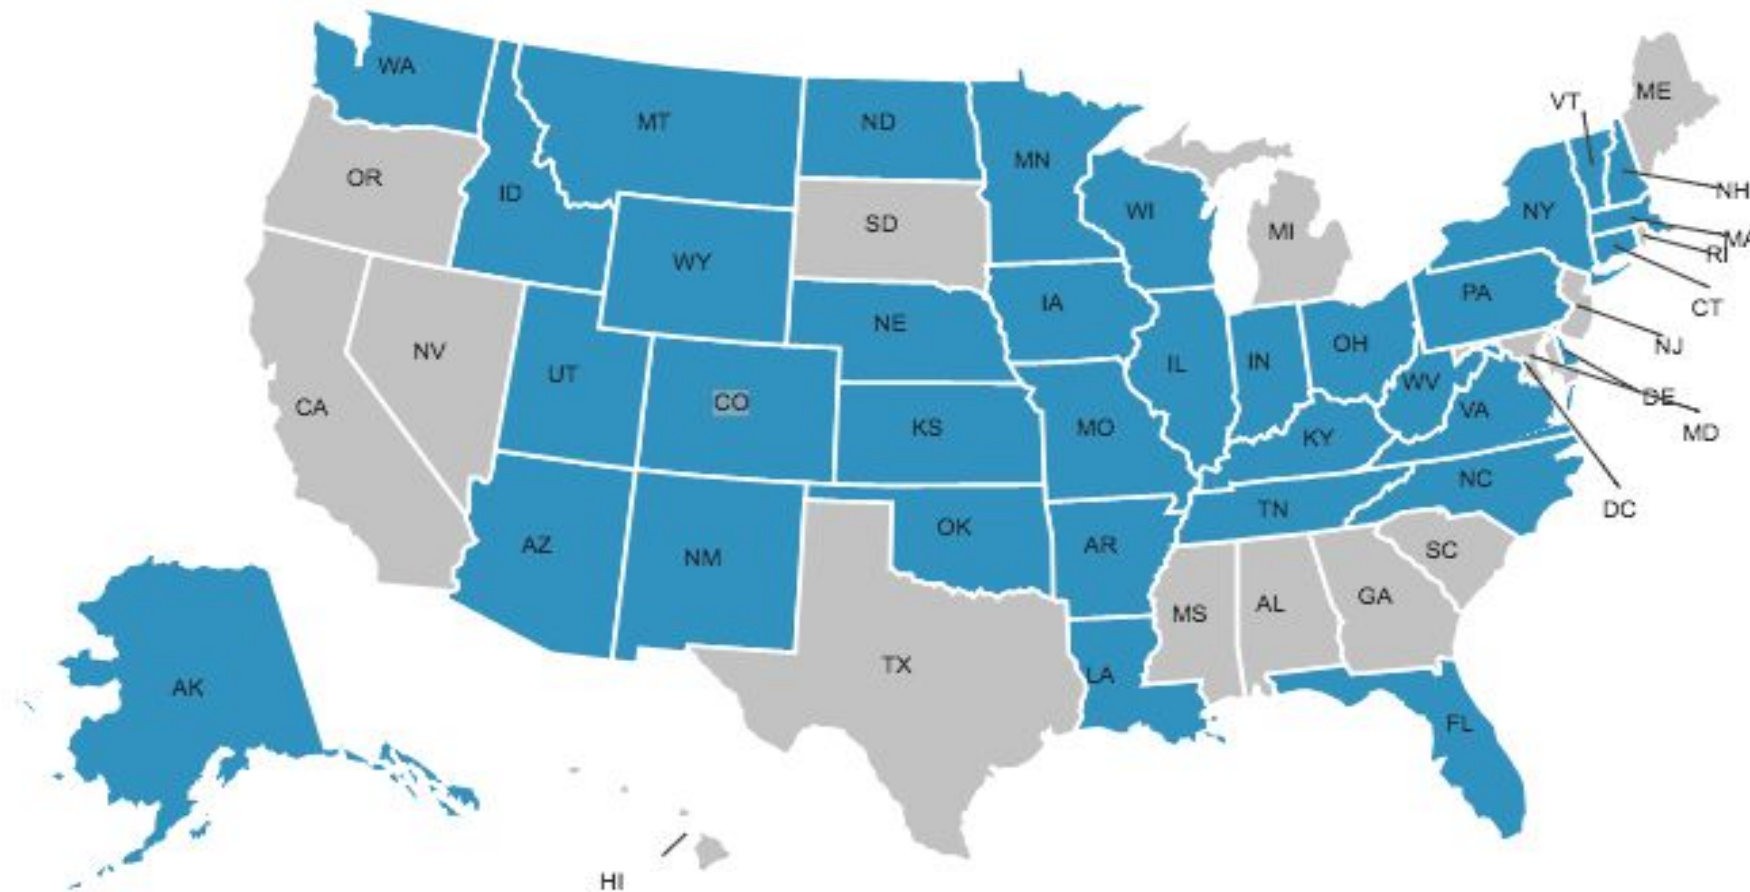 WA
MT
ND
MN
VT
ME
OR
ID
SD
WI
MI
NY
NH
MA
RI
WY
IA
PA
CT
NE
NV
UT
IL
IN
OH
NJ
CA
CO
KS
MO
WV
VA
DE
MD
KY
AZ
NM
OK
AR
TN
NC
DC
SC
MS
AL
GA
TX
LA
AK
FL
HI